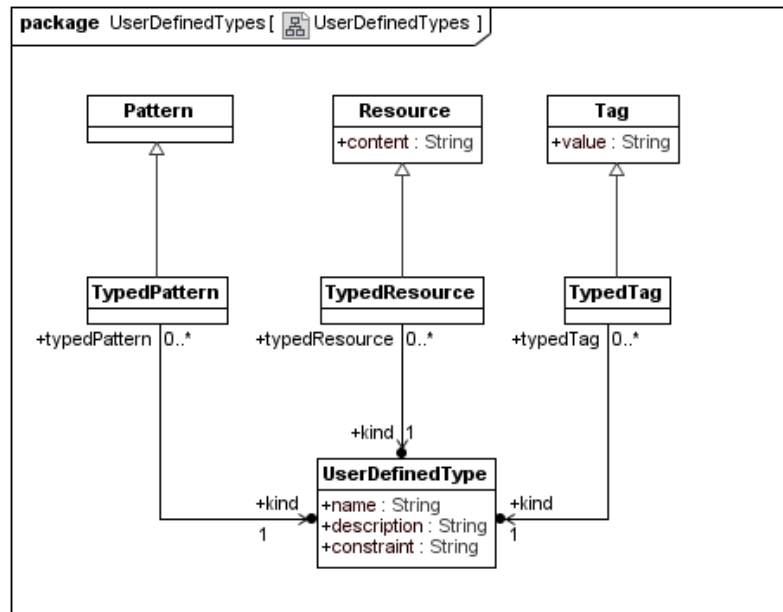 package UserDefinedTypes [ UserDefinedTypes ]
Pattern
Resource
+content : String
Tag
+value : String
TypedPattern
TypedResource
TypedTag
+typedPattern 0..*
+typedResource 0..*
+typedTag 0..*
+kind 1
UserDefinedType
+name : String
+description : String
+constraint : String
+kind
1
+kind
1